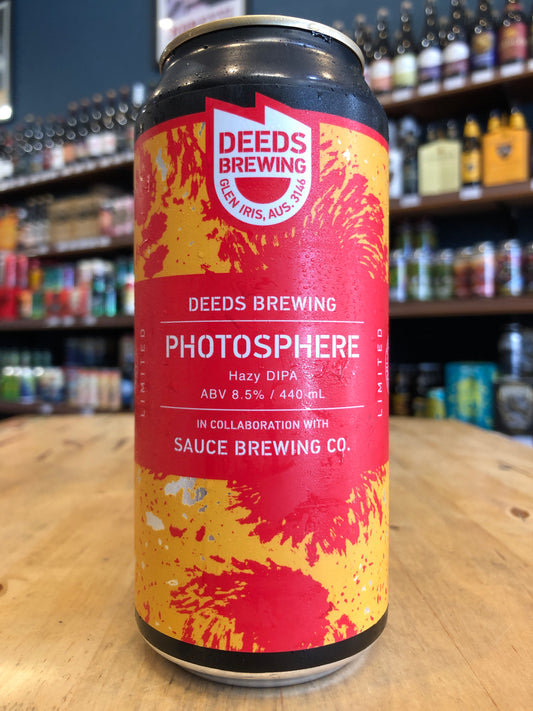 DEEDS
BREWING
GLEN IRIS, AUS. 3146
DEEDS BREWING
PHOTOSPHERE
Hazy DIPA
ABV 8.5% / 440 mL
IN COLLABORATION WITH
SAUCE BREWING CO.
LIMITED
LIMITED